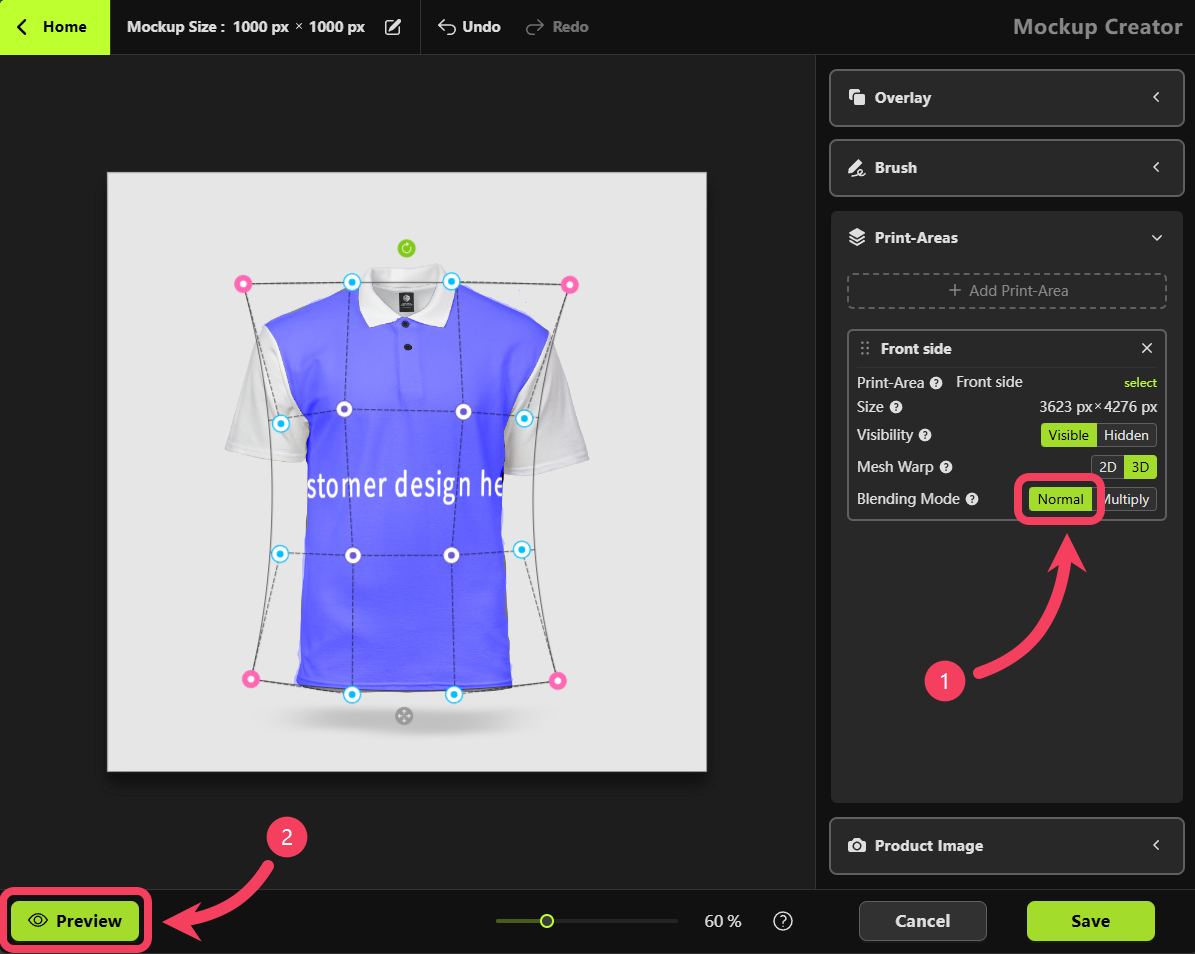 Home
Mockup Size : 1000 px × 1000 px
Undo
Redo
Mockup Creator
Overlay
Brush
Print-Areas
+ Add Print-Area
Front side
Print-Area ? Front side select
Size ? 3623 px×4276 px
Visibility ? Visible Hidden
Mesh Warp ? 2D 3D
Blending Mode ? Normal Multiply
stomer design he
1
Product Image
2
Preview
60 %
?
Cancel
Save